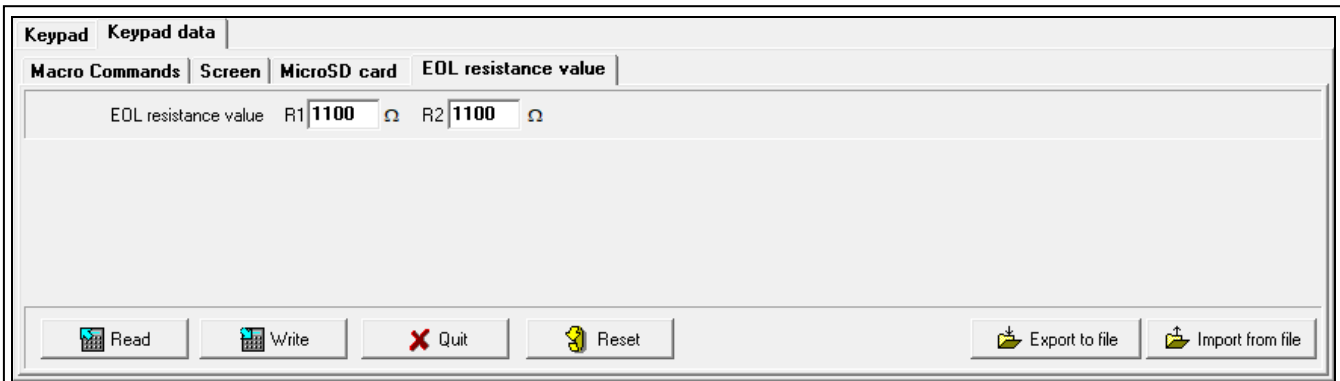 Keypad Keypad data
Macro Commands Screen MicroSD card EOL resistance value
EOL resistance value R1 1100 Ω R2 1100 Ω
Read Write Quit Reset Export to file Import from file